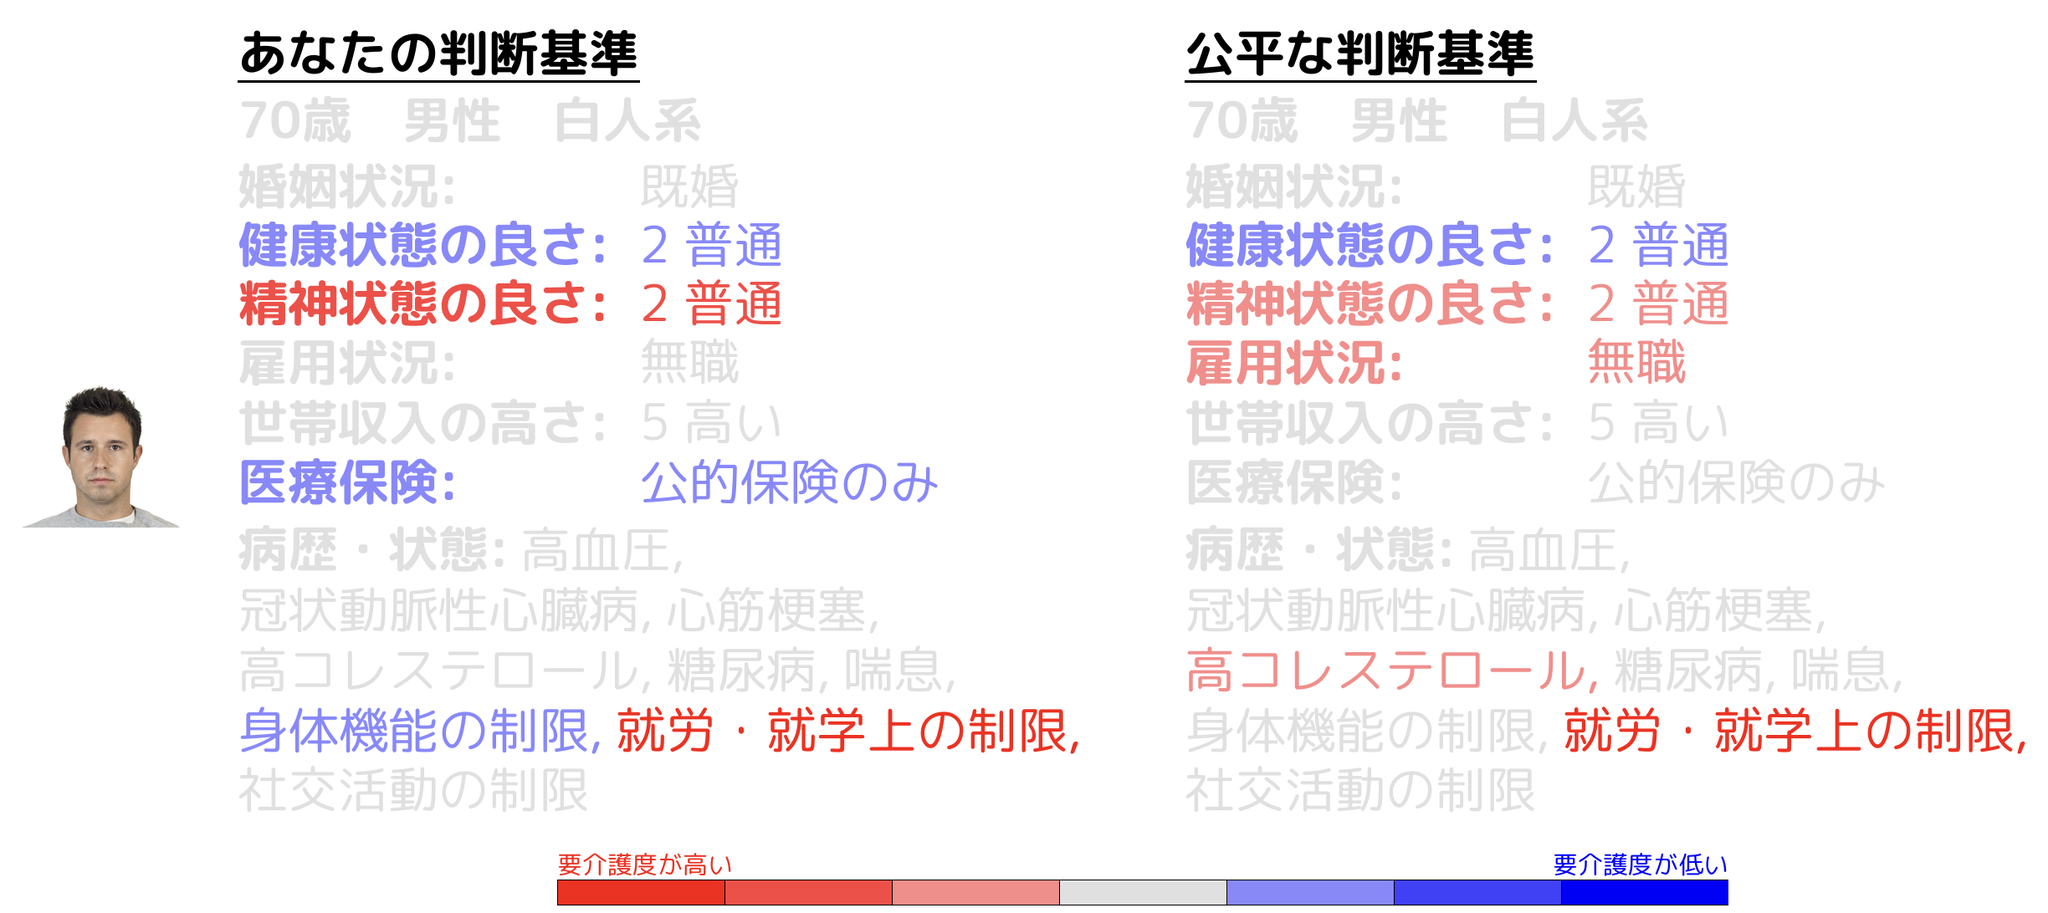 あなたの判断基準
70歳　男性　白人系
婚姻状況: 既婚
健康状態の良さ: 2 普通
精神状態の良さ: 2 普通
雇用状況: 無職
世帯収入の高さ: 5 高い
医療保険: 公的保険のみ
病歴・状態: 高血圧,
冠状動脈性心臓病, 心筋梗塞,
高コレステロール, 糖尿病, 喘息,
身体機能の制限, 就労・就学上の制限,
社交活動の制限
公平な判断基準
70歳　男性　白人系
婚姻状況: 既婚
健康状態の良さ: 2 普通
精神状態の良さ: 2 普通
雇用状況: 無職
世帯収入の高さ: 5 高い
医療保険: 公的保険のみ
病歴・状態: 高血圧,
冠状動脈性心臓病, 心筋梗塞,
高コレステロール, 糖尿病, 喘息,
身体機能の制限, 就労・就学上の制限,
社交活動の制限
要介護度が高い
要介護度が低い